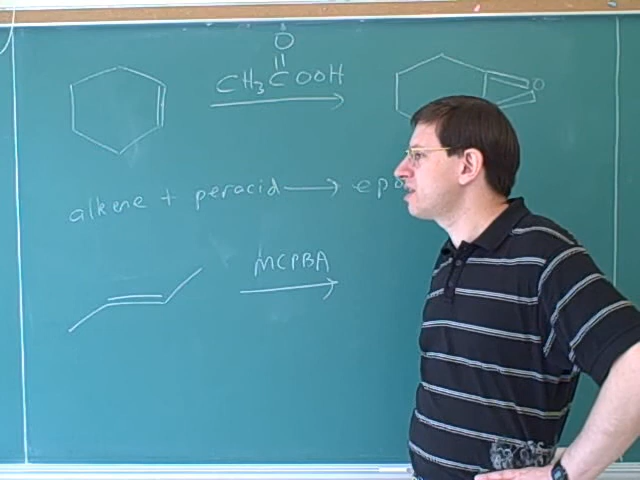 O
CH3COOH O
alkene + peracid → epo
MCPBA